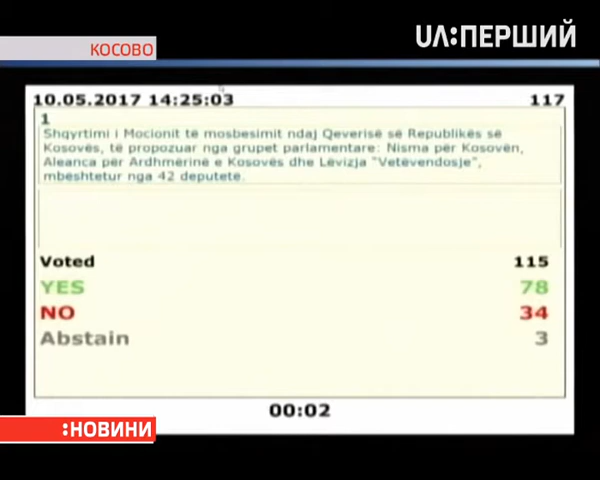 UA:ПЕРШИЙ
КОСОВО
10.05.2017 14:25:03 117
1
Shqyrtimi i Mocionit të mosbesimit ndaj Qeverisë së Republikës së
Kosovës, të propozuar nga grupet parlamentare: Nisma për Kosovën,
Aleanca për Ardhmërinë e Kosovës dhe Lëvizja "Vetëvendosje",
mbështetur nga 42 deputetë.
Voted 115
YES 78
NO 34
Abstain 3
00:02
:НОВИНИ